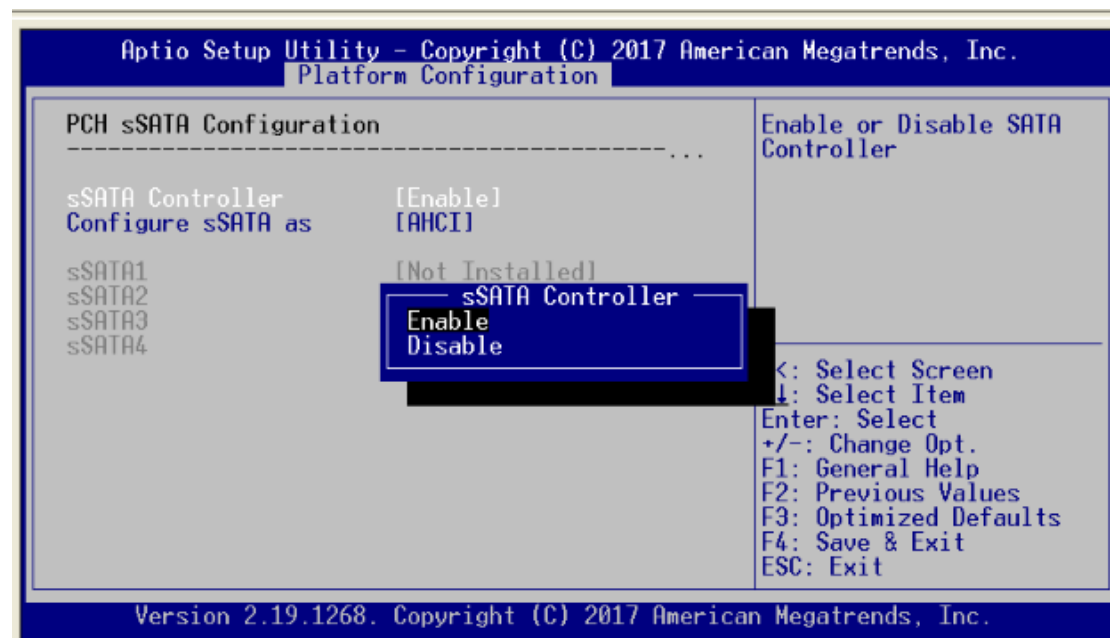 Aptio Setup Utility – Copyright (C) 2017 American Megatrends, Inc.
Platform Configuration
PCH sSATA Configuration
--------------------------------------------...
sSATA Controller [Enable]
Configure sSATA as [AHCI]
sSATA1 [Not Installed]
sSATA2
sSATA3
sSATA4
sSATA Controller
Enable
Disable
Enable or Disable SATA
Controller
<: Select Screen
↓: Select Item
Enter: Select
+/-: Change Opt.
F1: General Help
F2: Previous Values
F3: Optimized Defaults
F4: Save & Exit
ESC: Exit
Version 2.19.1268. Copyright (C) 2017 American Megatrends, Inc.